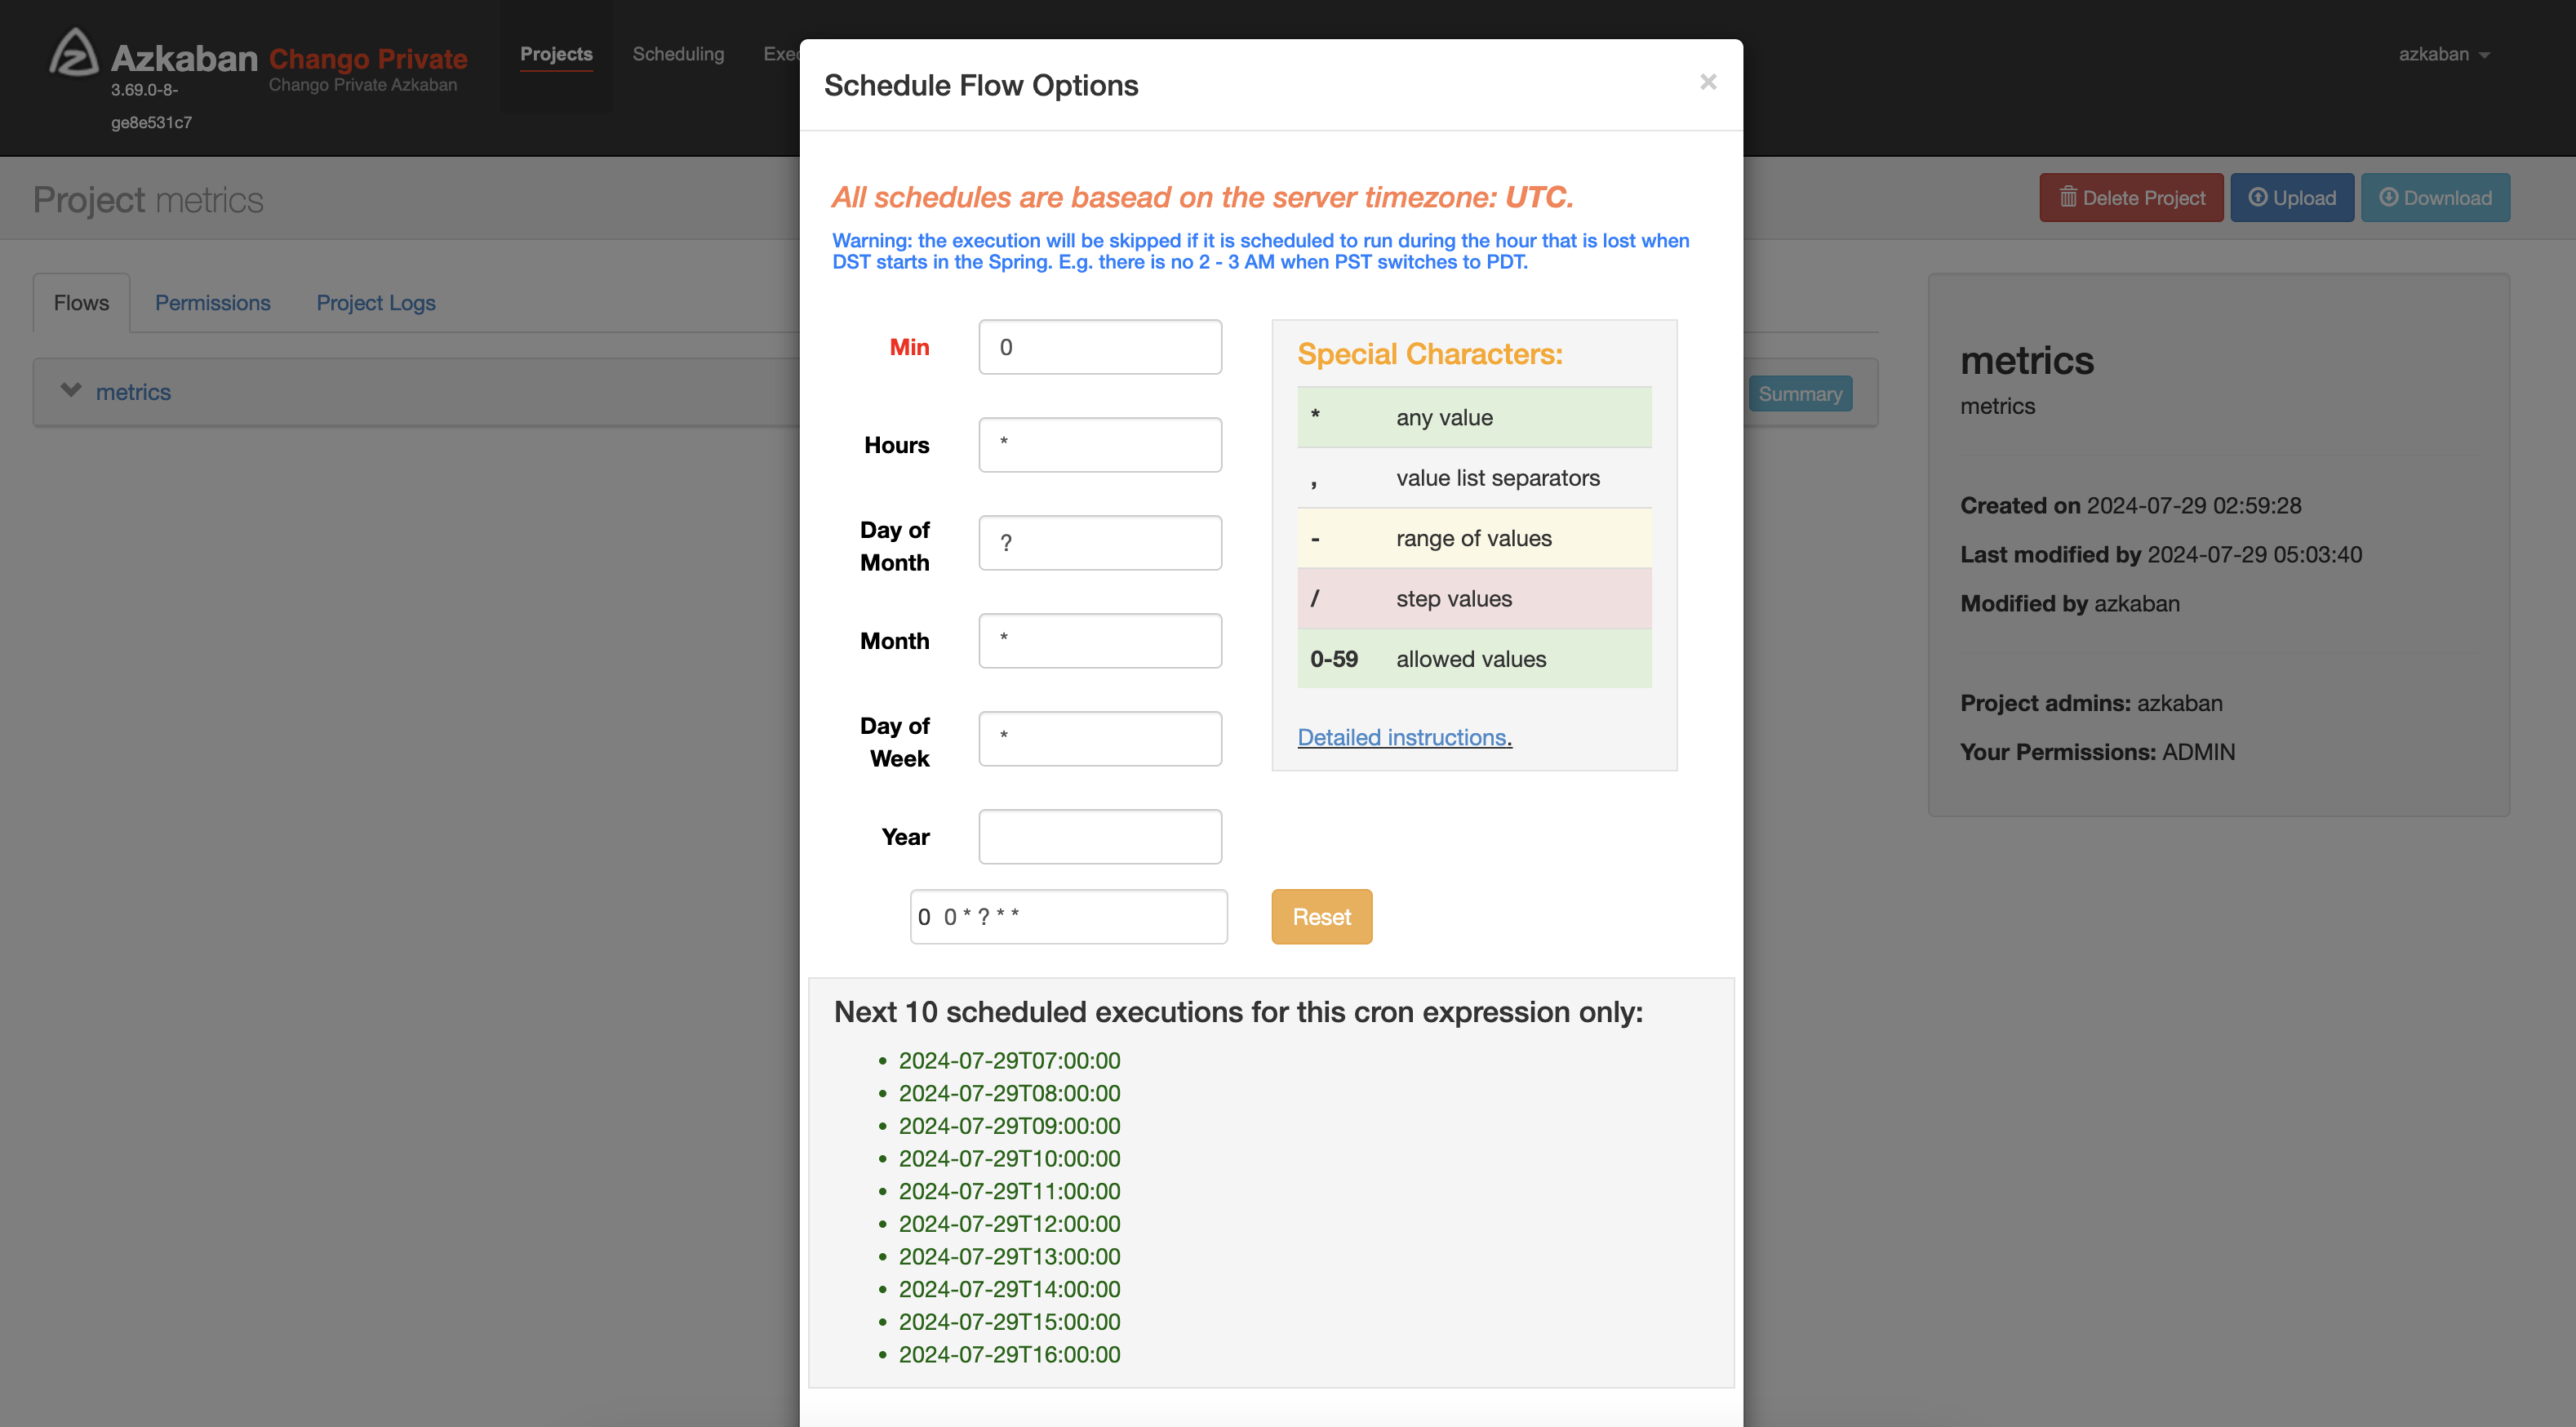 Azkaban Chango Private
3.69.0-8-
ge8e531c7
Chango Private Azkaban
Projects
Scheduling
Exec
azkaban
Project metrics
Delete Project
Upload
Download
Flows
Permissions
Project Logs
metrics
Summary
Schedule Flow Options
×
All schedules are basead on the server timezone: UTC.
Warning: the execution will be skipped if it is scheduled to run during the hour that is lost when
DST starts in the Spring. E.g. there is no 2 - 3 AM when PST switches to PDT.
Min 0
Hours *
Day of
Month ?
Month *
Day of
Week *
Year
0 0 * ? * *
Reset
Special Characters:
* any value
, value list separators
- range of values
/ step values
0-59 allowed values
Detailed instructions.
Next 10 scheduled executions for this cron expression only:
• 2024-07-29T07:00:00
• 2024-07-29T08:00:00
• 2024-07-29T09:00:00
• 2024-07-29T10:00:00
• 2024-07-29T11:00:00
• 2024-07-29T12:00:00
• 2024-07-29T13:00:00
• 2024-07-29T14:00:00
• 2024-07-29T15:00:00
• 2024-07-29T16:00:00
metrics
metrics
Created on 2024-07-29 02:59:28
Last modified by 2024-07-29 05:03:40
Modified by azkaban
Project admins: azkaban
Your Permissions: ADMIN